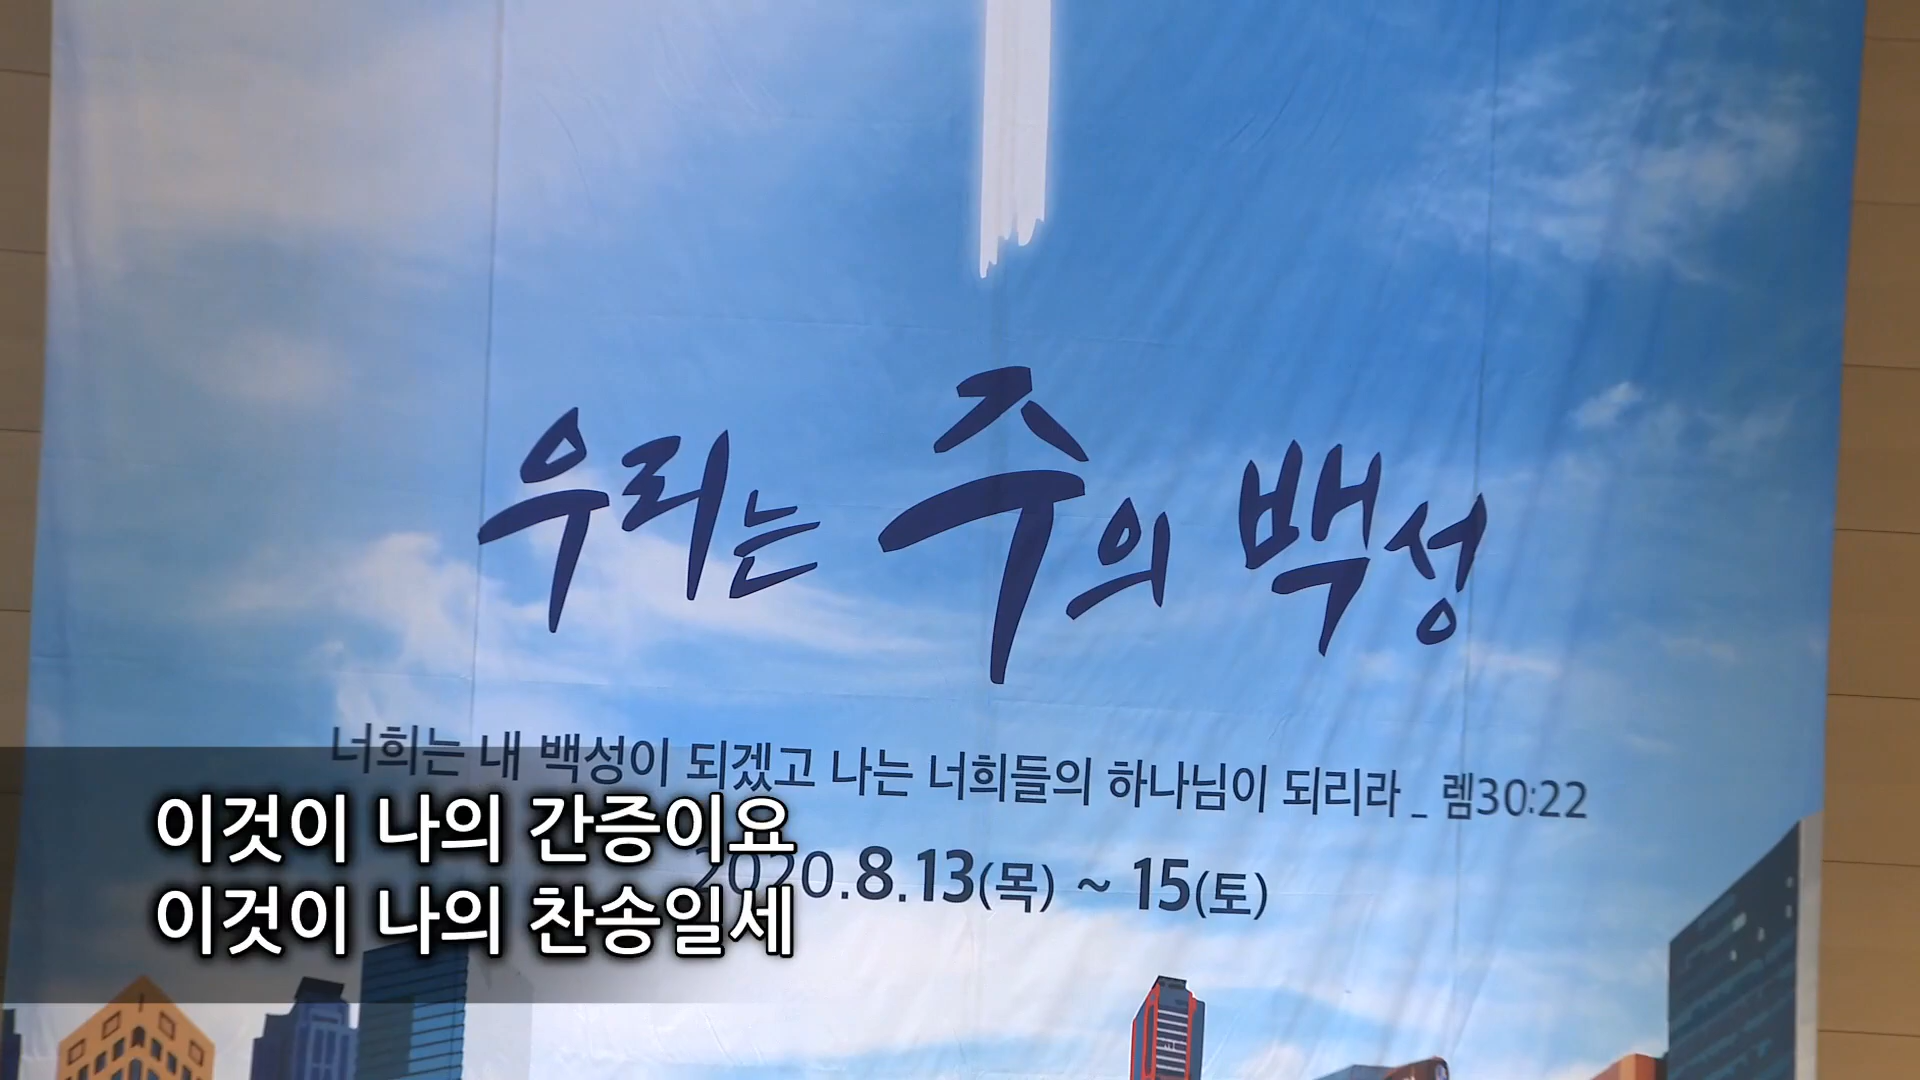 우리는 주의 백성
너희는 내 백성이 되겠고 나는 너희들의 하나님이 되리라 _ 렘30:22
2020.8.13(목) ~ 15(토)
이것이 나의 간증이요
이것이 나의 찬송일세